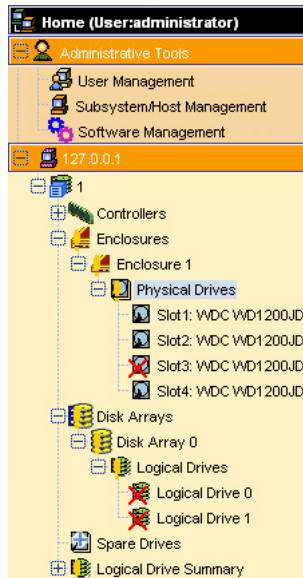 Home (User:administrator)
Administrative Tools
User Management
Subsystem/Host Management
Software Management
127.0.0.1
1
Controllers
Enclosures
Enclosure 1
Physical Drives
Slot1: WDC WD1200JD
Slot2: WDC WD1200JD
Slot3: WDC WD1200JD
Slot4: WDC WD1200JD
Disk Arrays
Disk Array 0
Logical Drives
Logical Drive 0
Logical Drive 1
Spare Drives
Logical Drive Summary